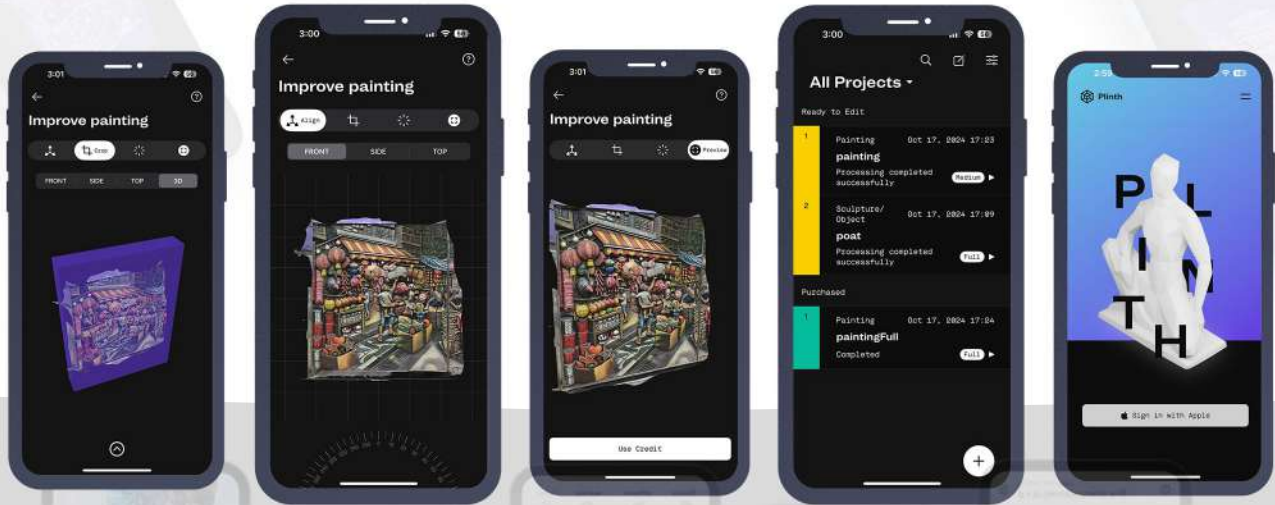 3:01
Improve painting
Crop
FRONT SIDE TOP 3D
3:00
Improve painting
Align
FRONT SIDE TOP
3:01
Improve painting
Preview
Use Credit
3:00
All Projects
Ready to Edit
1
Painting Oct 17, 2024 17:23
painting
Processing completed
successfully
Medium
2
Sculpture/
Object
Oct 17, 2024 17:09
poat
Processing completed
successfully
Full
Purchased
1
Painting Oct 17, 2024 17:24
paintingFull
Completed
Full
2:59
Plinth
P L
I N
T H
Sign in with Apple